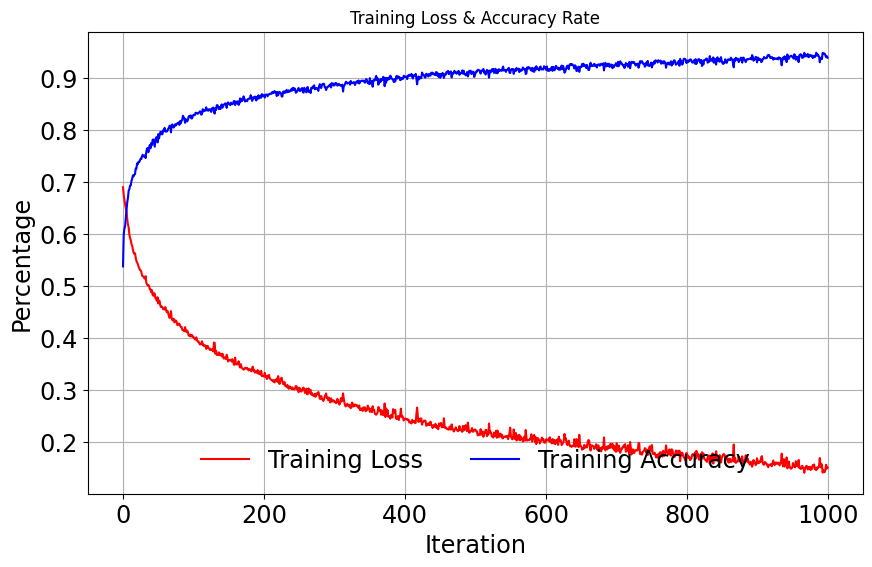 Training Loss & Accuracy Rate
0.9
0.8
0.7
0.6
0.5
0.4
0.3
0.2
Percentage
Training Loss Training Accuracy
0 200 400 600 800 1000
Iteration